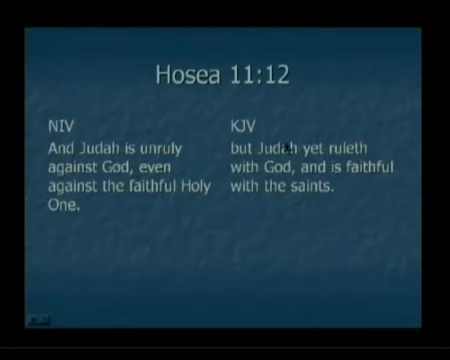 Hosea 11:12
NIV
And Judah is unruly
against God, even
against the faithful Holy
One.
KJV
but Judah yet ruleth
with God, and is faithful
with the saints.